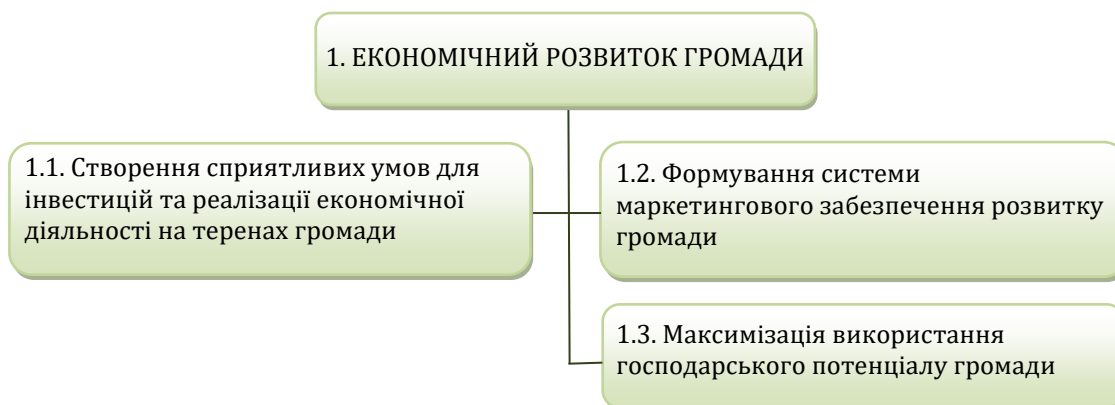 1. ЕКОНОМІЧНИЙ РОЗВИТОК ГРОМАДИ
1.1. Створення сприятливих умов для
інвестицій та реалізації економічної
діяльності на теренах громади
1.2. Формування системи
маркетингового забезпечення розвитку
громади
1.3. Максимізація використання
господарського потенціалу громади